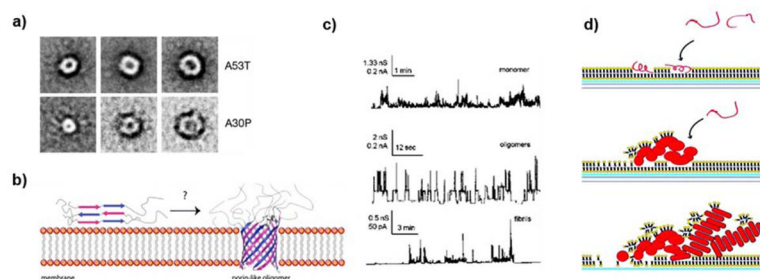 a)
A53T
A30P
b)
?
membrane
porin-like oligomer
c)
1.33 nS
0.2 nA
1 min
monomer
2 nS
0.2 nA
12 sec
oligomers
0.5 nS
50 pA
3 min
fibrils
d)